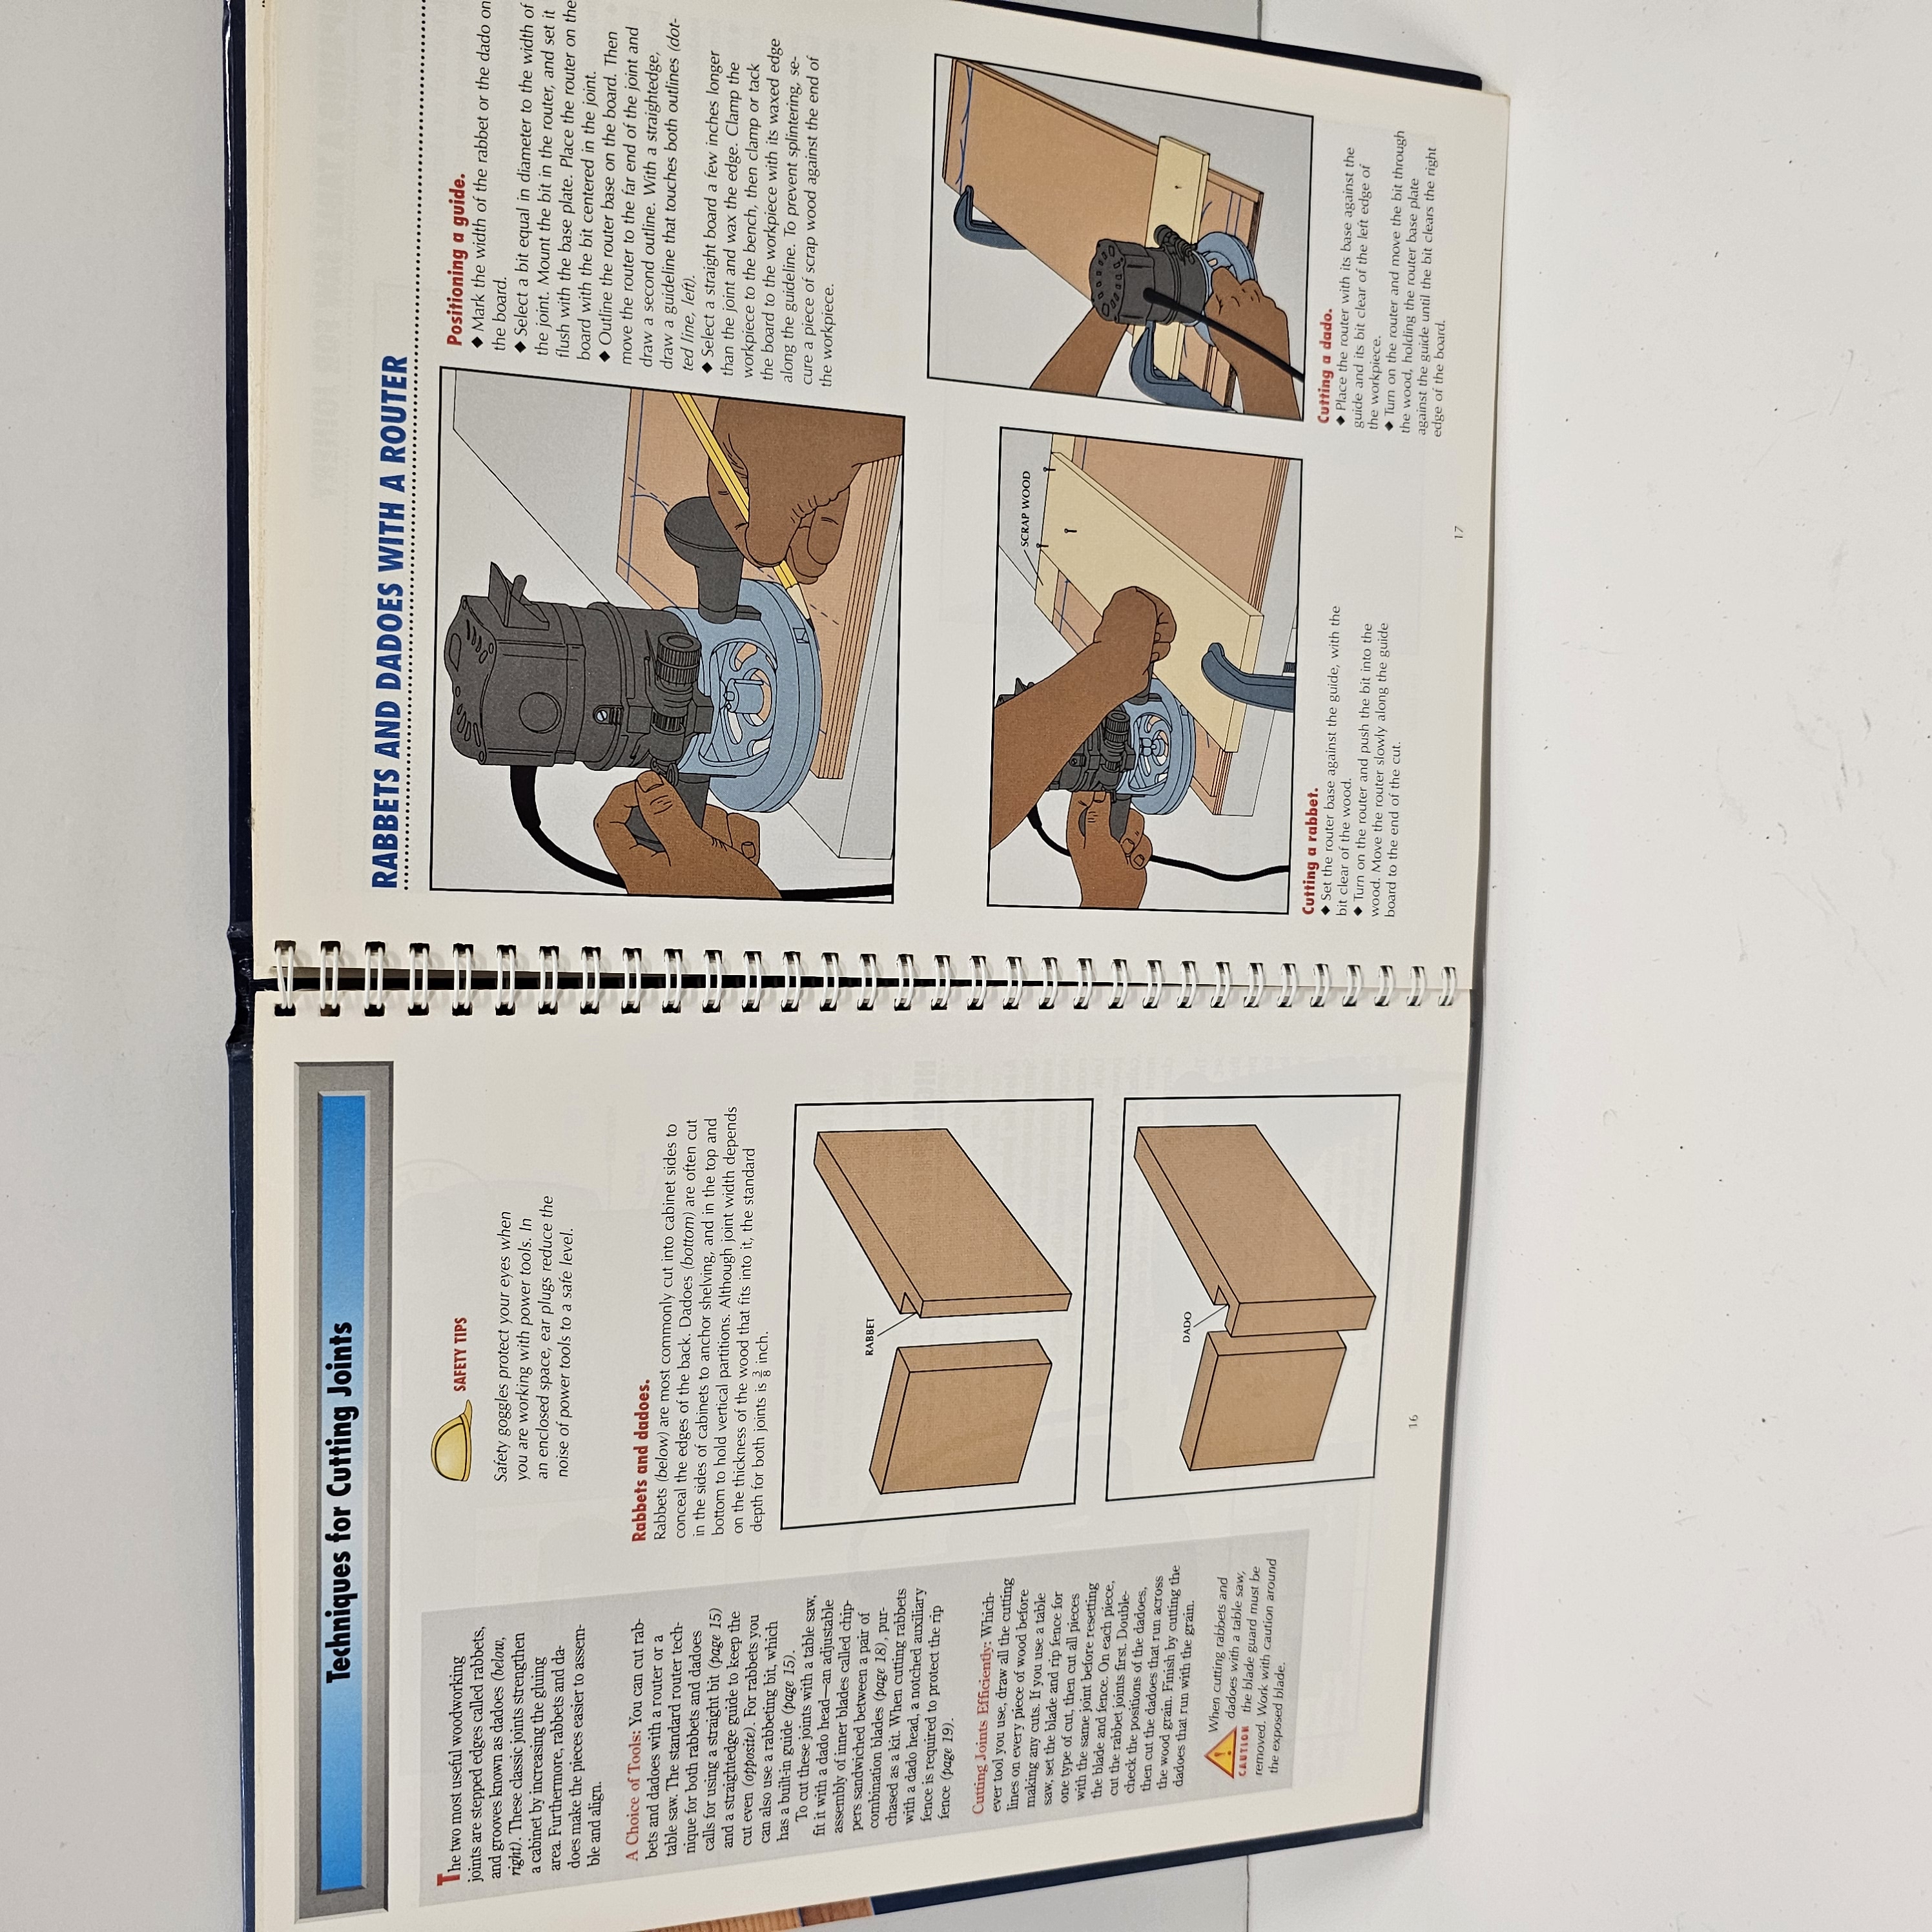 Techniques for Cutting Joints
The two most useful woodworking
joints are stepped edges called rabbets,
and grooves known as dadoes (below,
right). These classic joints strengthen
a cabinet by increasing the gluing
area. Furthermore, rabbets and da-
does make the pieces easier to assem-
ble and align.
A Choice of Tools: You can cut rab-
bets and dadoes with a router or a
table saw. The standard router tech-
nique for both rabbets and dadoes
calls for using a straight bit (page 15)
and a straightedge guide to keep the
cut even (opposite). For rabbets you
can also use a rabbeting bit, which
has a built-in guide (page 15).
To cut these joints with a table saw,
fit it with a dado head—an adjustable
assembly of inner blades called chip-
pers sandwiched between a pair of
combination blades (page 18), pur-
chased as a kit. When cutting rabbets
with a dado head, a notched auxiliary
fence is required to protect the rip
fence (page 19).
Cutting Joints Efficiently: Which-
ever tool you use, draw all the cutting
lines on every piece of wood before
making any cuts. If you use a table
saw, set the blade and rip fence for
one type of cut, then cut all pieces
with the same joint before resetting
the blade and fence. On each piece,
cut the rabbet joints first. Double-
check the positions of the dadoes,
then cut the dadoes that run across
the wood grain. Finish by cutting the
dadoes that run with the grain.
CAUTION
When cutting rabbets and
dadoes with a table saw,
the blade guard must be
removed. Work with caution around
the exposed blade.
SAFETY TIPS
Safety goggles protect your eyes when
you are working with power tools. In
an enclosed space, ear plugs reduce the
noise of power tools to a safe level.
Rabbets and dadoes.
Rabbets (below) are most commonly cut into cabinet sides to
conceal the edges of the back. Dadoes (bottom) are often cut
in the sides of cabinets to anchor shelving, and in the top and
bottom to hold vertical partitions. Although joint width depends
on the thickness of the wood that fits into it, the standard
depth for both joints is 3/8 inch.
RABBET
DADO
16
RABBETS AND DADOES WITH A ROUTER
Positioning a guide.
◆ Mark the width of the rabbet or the dado on
the board.
◆ Select a bit equal in diameter to the width of
the joint. Mount the bit in the router, and set it
flush with the base plate. Place the router on the
board with the bit centered in the joint.
◆ Outline the router base on the board. Then
move the router to the far end of the joint and
draw a second outline. With a straightedge,
draw a guideline that touches both outlines (dot-
ted line, left).
◆ Select a straight board a few inches longer
than the joint and wax the edge. Clamp the
workpiece to the bench, then clamp or tack
the board to the workpiece with its waxed edge
along the guideline. To prevent splintering, se-
cure a piece of scrap wood against the end of
the workpiece.
SCRAP WOOD
Cutting a rabbet.
◆ Set the router base against the guide, with the
bit clear of the wood.
◆ Turn on the router and push the bit into the
wood. Move the router slowly along the guide
board to the end of the cut.
Cutting a dado.
◆ Place the router with its base against the
guide and its bit clear of the left edge of
the workpiece.
◆ Turn on the router and move the bit through
the wood, holding the router base plate
against the guide until the bit clears the right
edge of the board.
17